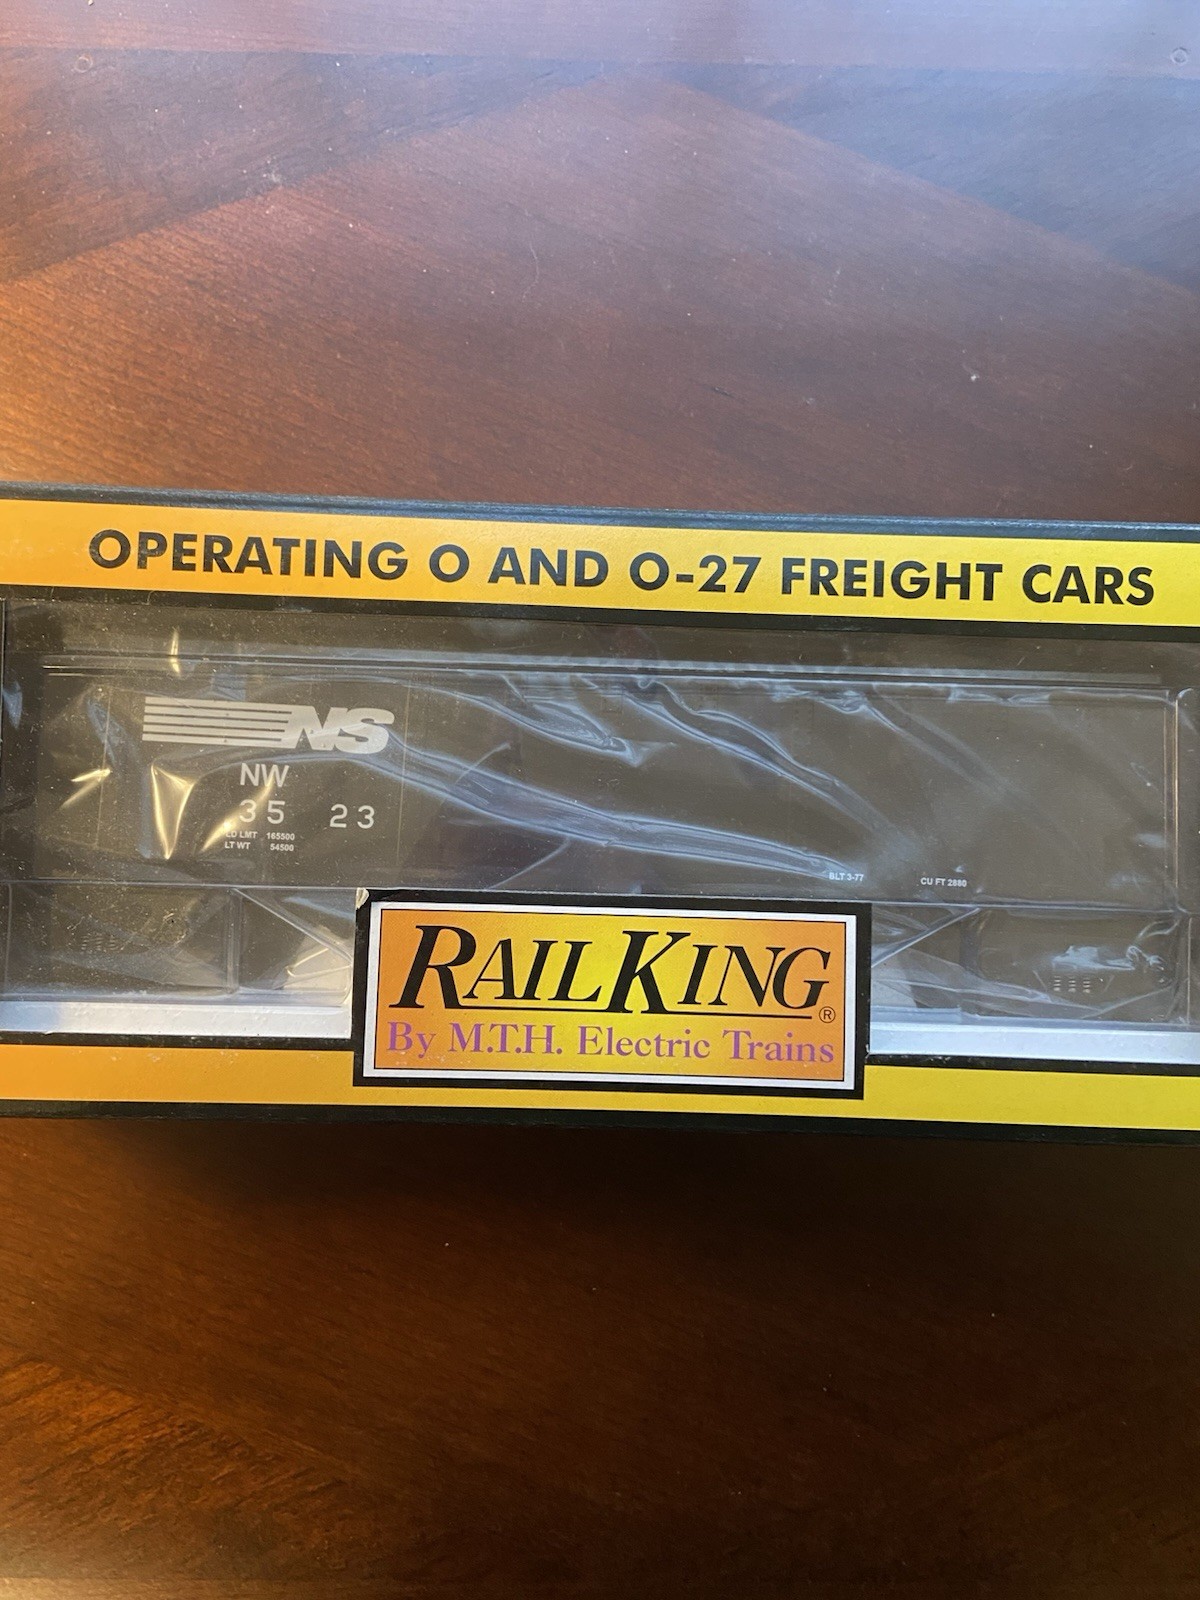 OPERATING O AND O-27 FREIGHT CARS
NS
NW
35 23
LD LMT 165500
LT WT 54500
BLT 3-77
CU FT 2880
RAILKING®
By M.T.H. Electric Trains